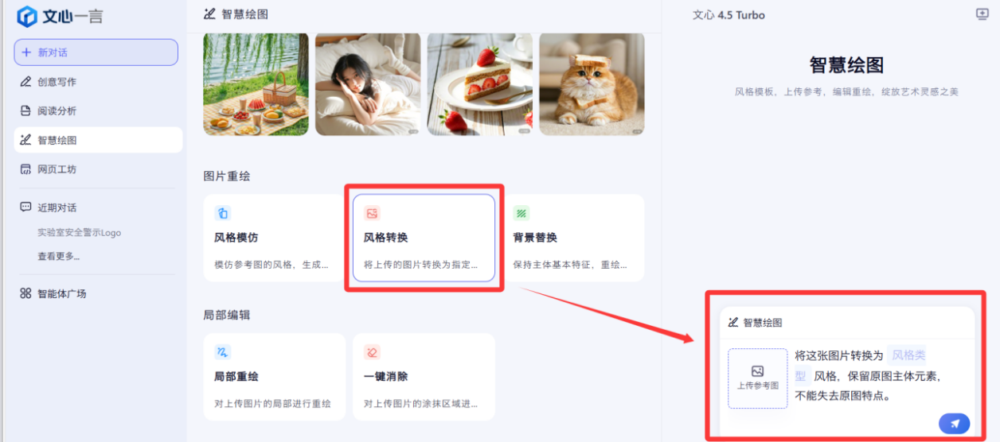 文心一言
新对话
创意写作
阅读分析
智慧绘图
网页工坊
近期对话
实验室安全警示Logo
查看更多...
智能体广场
智慧绘图
图片重绘
风格模仿
模仿参考图的风格，生成...
风格转换
将上传的图片转换为指定...
背景替换
保持主体基本特征，重绘...
局部编辑
局部重绘
对上传图片的局部进行重绘
一键消除
对上传图片的涂抹区域进...
文心 4.5 Turbo
智慧绘图
风格模板，上传参考，编辑重绘，绽放艺术灵感之美
智慧绘图
上传参考图
将这张图片转换为 风格类
型 风格，保留原图主体元素，
不能失去原图特点。